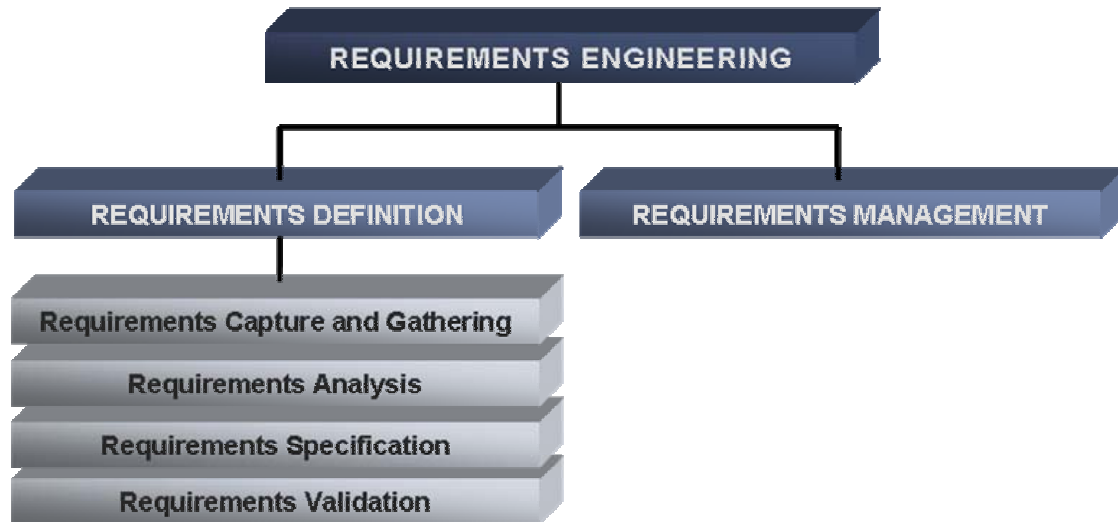 REQUIREMENTS ENGINEERING
REQUIREMENTS DEFINITION
REQUIREMENTS MANAGEMENT
Requirements Capture and Gathering
Requirements Analysis
Requirements Specification
Requirements Validation